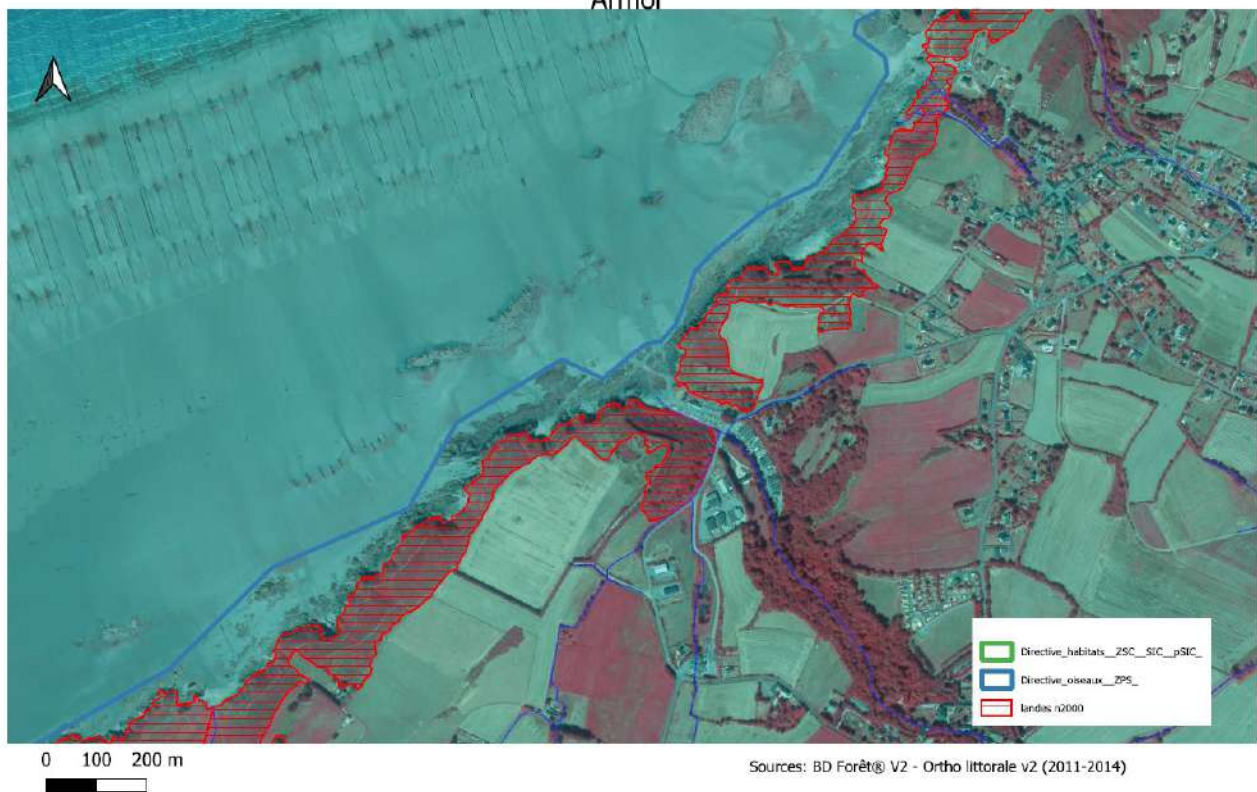 Armor
Directive_habitats__ZSC__SIC__pSIC_
Directive_oiseaux__ZPS_
landes n2000
0 100 200 m
Sources: BD Forêt® V2 - Ortho littorale v2 (2011-2014)